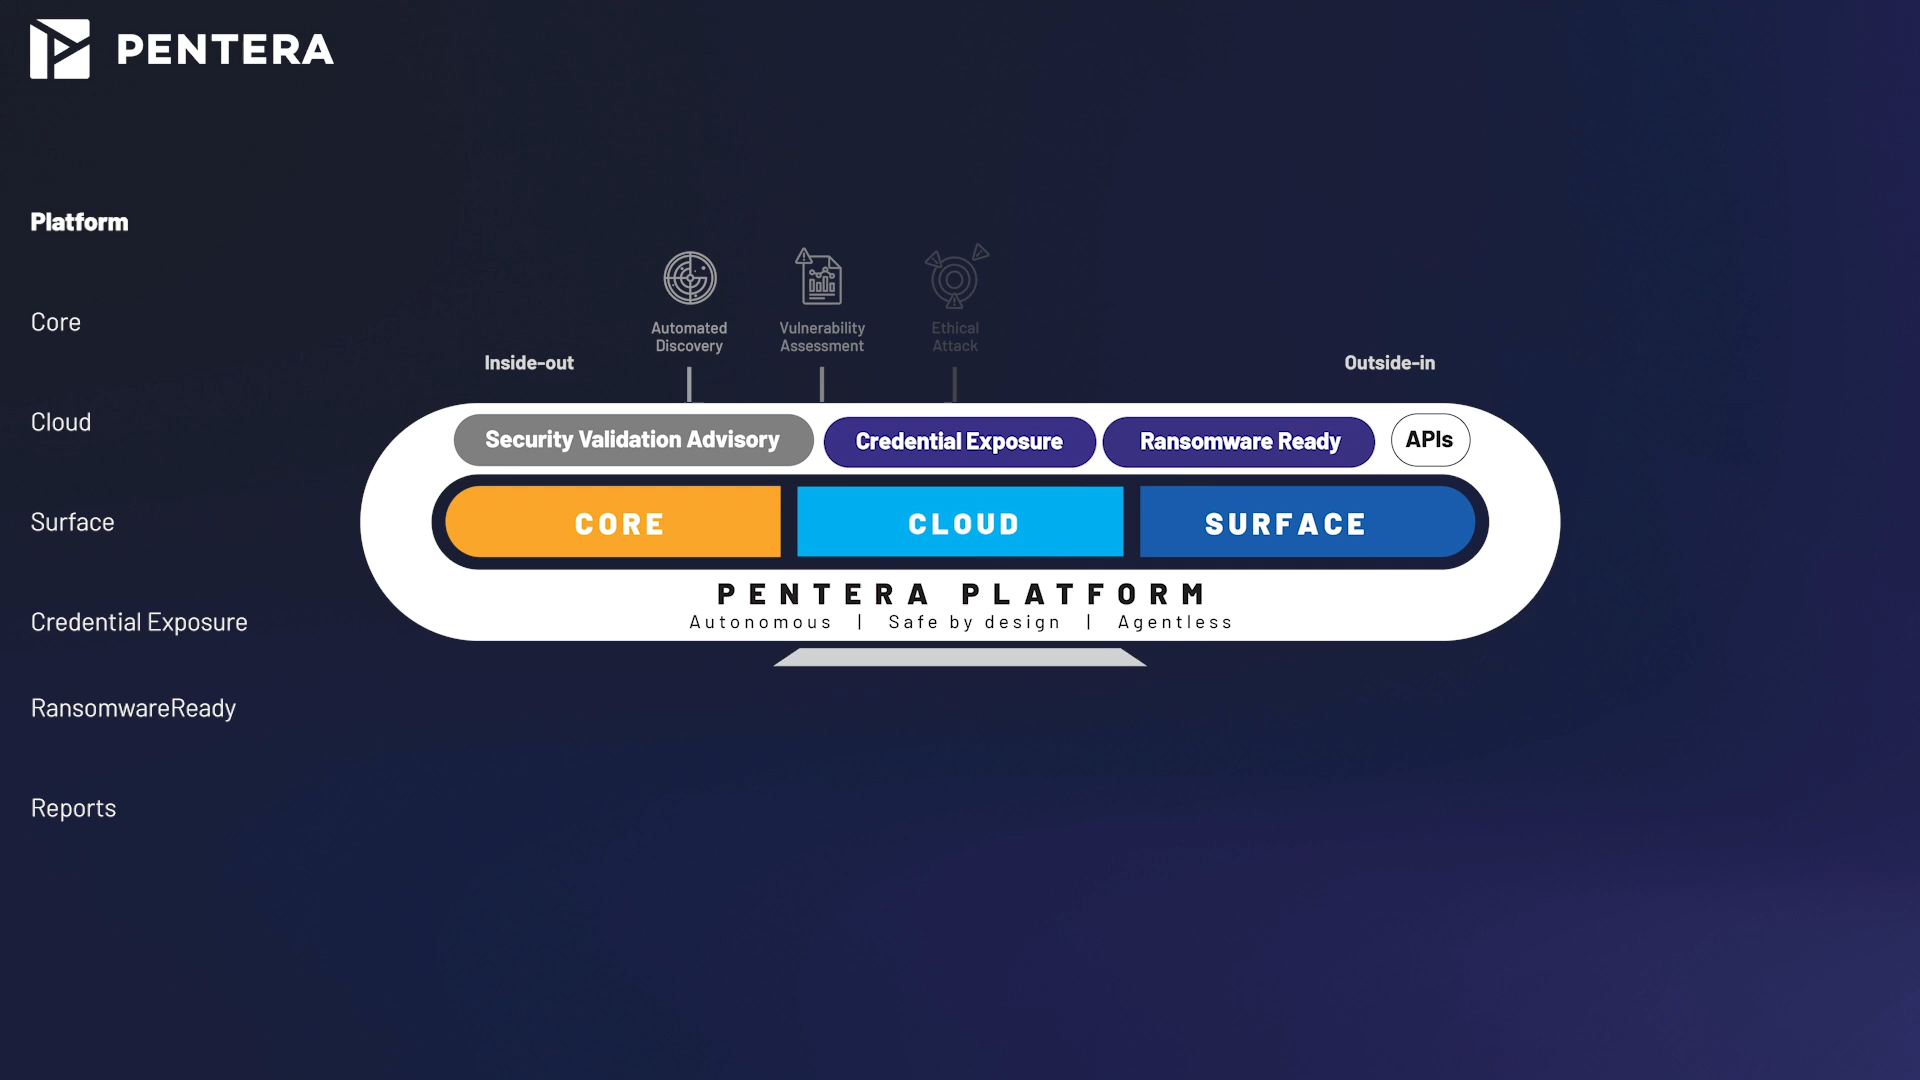 PENTERA
Platform
Core
Cloud
Surface
Credential Exposure
RansomwareReady
Reports
Automated
Discovery
Vulnerability
Assessment
Ethical
Attack
Inside-out
Outside-in
Security Validation Advisory
Credential Exposure
Ransomware Ready
APIs
CORE
CLOUD
SURFACE
PENTERA PLATFORM
Autonomous | Safe by design | Agentless